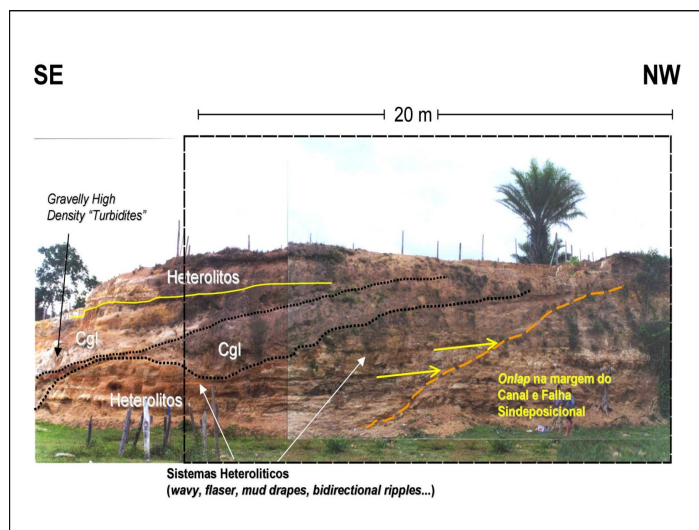 SE
NW
20 m
Gravelly High
Density “Turbidites”
Heterolitos
Cgl
Cgl
Heterolitos
Onlap na margem do
Canal e Falha
Sindeposicional
Sistemas Heteroliticos
(wavy, flaser, mud drapes, bidirectional ripples...)